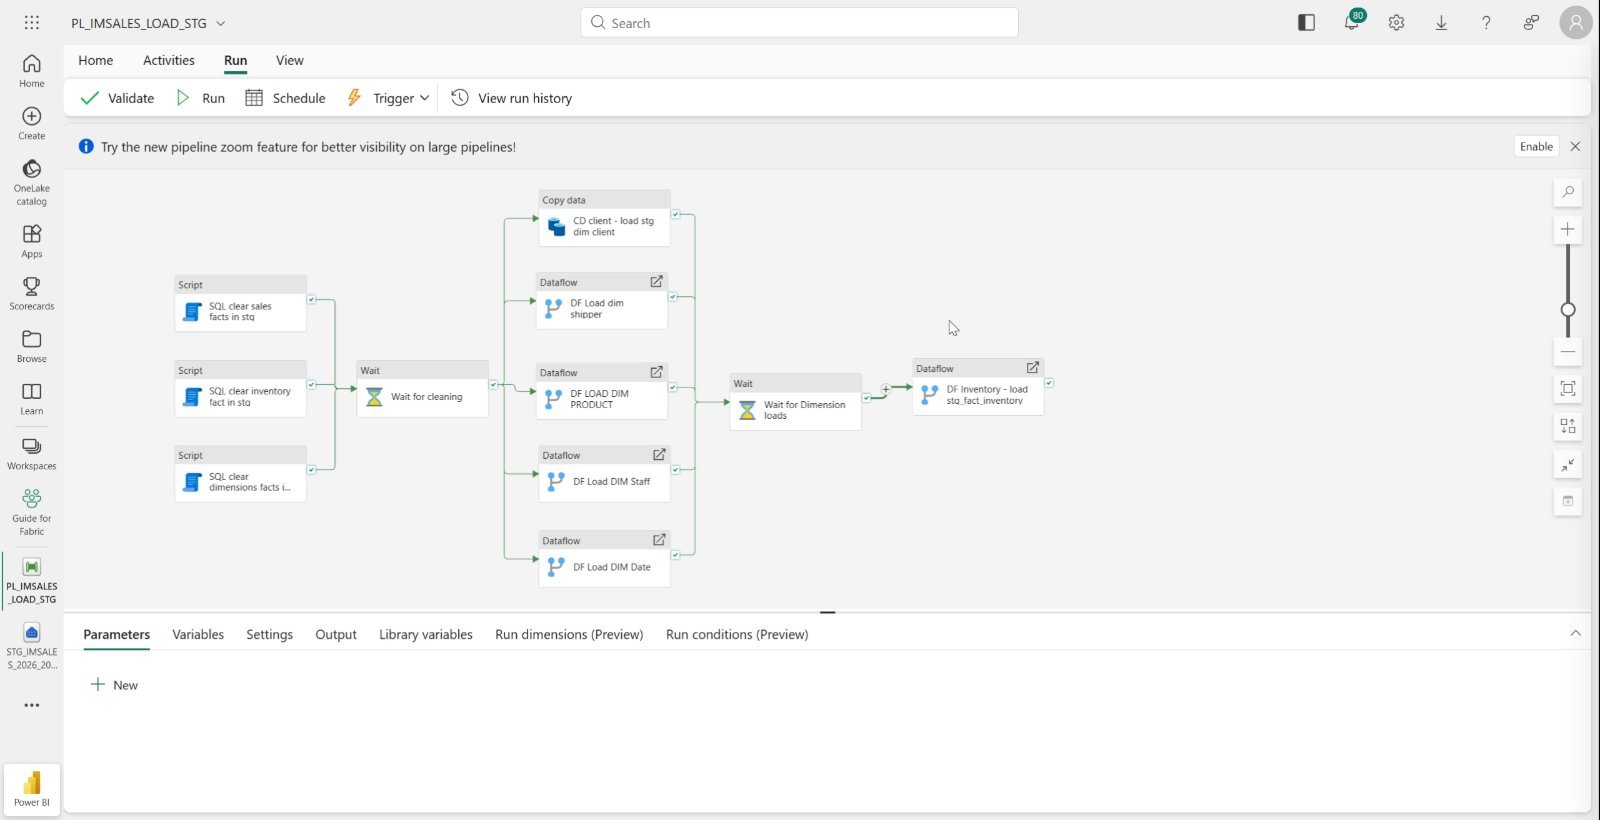 PL_IMSALES_LOAD_STG
Search
80
Home
Activities
Run
View
Validate
Run
Schedule
Trigger
View run history
Try the new pipeline zoom feature for better visibility on large pipelines!
Enable
Home
Create
OneLake
catalog
Apps
Scorecards
Browse
Learn
Workspaces
Guide for
Fabric
PL_IMSALES
_LOAD_STG
STG_IMSALE
S_2026_20...
Power BI
Script
SQL clear sales
facts in stg
Script
SQL clear inventory
fact in stg
Script
SQL clear
dimensions facts i...
Wait
Wait for cleaning
Copy data
CD client - load stg
dim client
Dataflow
DF Load dim
shipper
Dataflow
DF LOAD DIM
PRODUCT
Dataflow
DF Load DIM Staff
Dataflow
DF Load DIM Date
Wait
Wait for Dimension
loads
Dataflow
DF Inventory - load
stg_fact_inventory
Parameters
Variables
Settings
Output
Library variables
Run dimensions (Preview)
Run conditions (Preview)
New